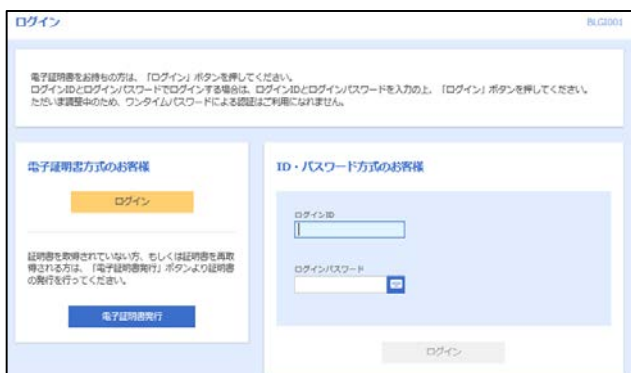 ログイン
BLGI001
電子証明書をお持ちの方は、「ログイン」ボタンを押してください。
ログインIDとログインパスワードでログインする場合は、ログインIDとログインパスワードを入力の上、「ログイン」ボタンを押してください。
ただいま調整中のため、ワンタイムパスワードによる認証はご利用になれません。
電子証明書方式のお客様
ログイン
証明書を取得されていない方、もしくは証明書を再取
得される方は、「電子証明書発行」ボタンより証明書
の発行を行ってください。
電子証明書発行
ID・パスワード方式のお客様
ログインID
ログインパスワード
ログイン